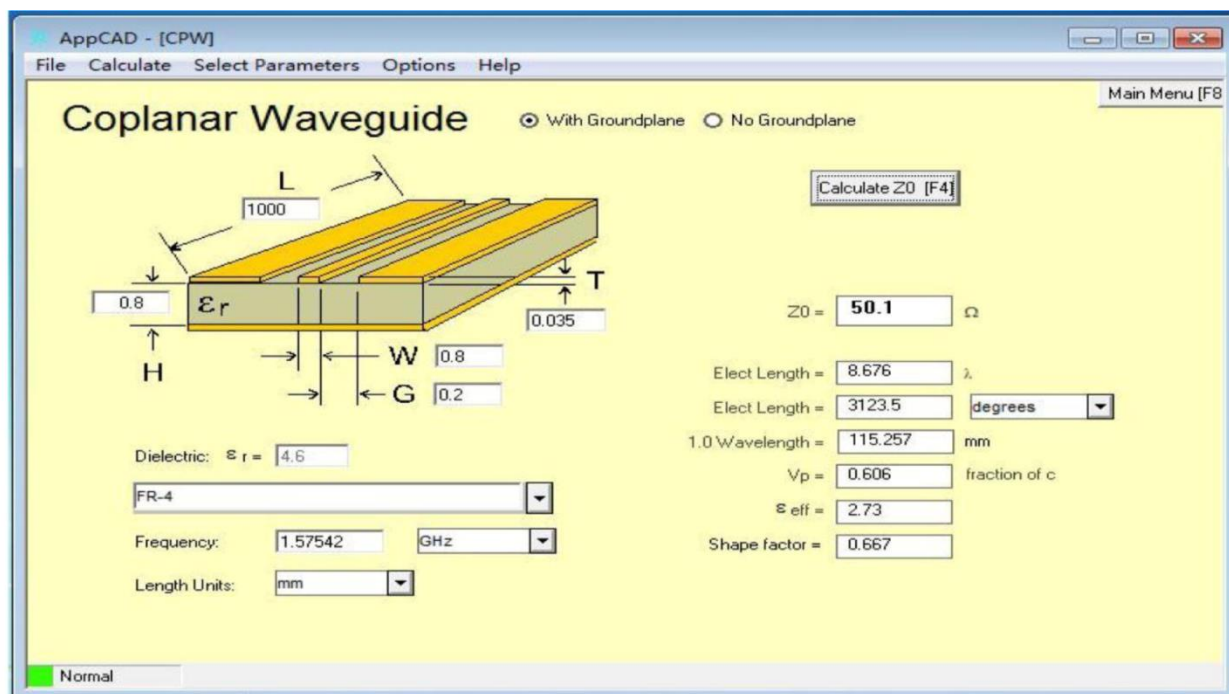 AppCAD - [CPW]
File Calculate Select Parameters Options Help
Main Menu [F8
Coplanar Waveguide
With Groundplane No Groundplane
Calculate Z0 [F4]
L
1000
0.8
εr
T
0.035
H
W 0.8
G 0.2
Z0 = 50.1 Ω
Elect Length = 8.676 λ
Elect Length = 3123.5 degrees
1.0 Wavelength = 115.257 mm
Vp = 0.606 fraction of c
ε eff = 2.73
Shape factor = 0.667
Dielectric: ε r = 4.6
FR-4
Frequency: 1.57542 GHz
Length Units: mm
Normal